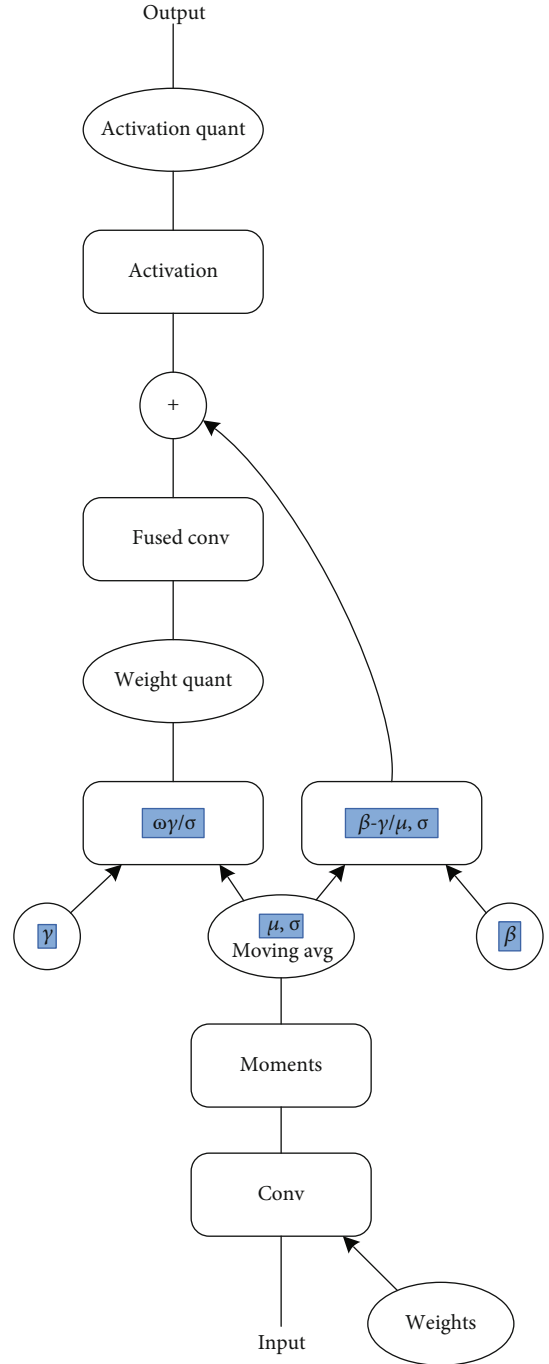 Output
Activation quant
Activation
+
Fused conv
Weight quant
ωγ/σ
β-γ/μ, σ
γ
μ, σ
Moving avg
β
Moments
Conv
Weights
Input